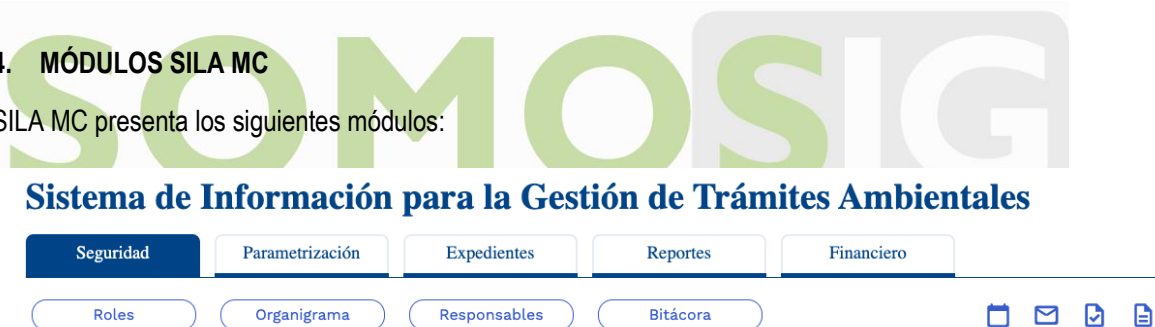 SOMOSIG
4. MÓDULOS SILA MC
SILA MC presenta los siguientes módulos:
Sistema de Información para la Gestión de Trámites Ambientales
Seguridad Parametrización Expedientes Reportes Financiero
Roles Organigrama Responsables Bitácora